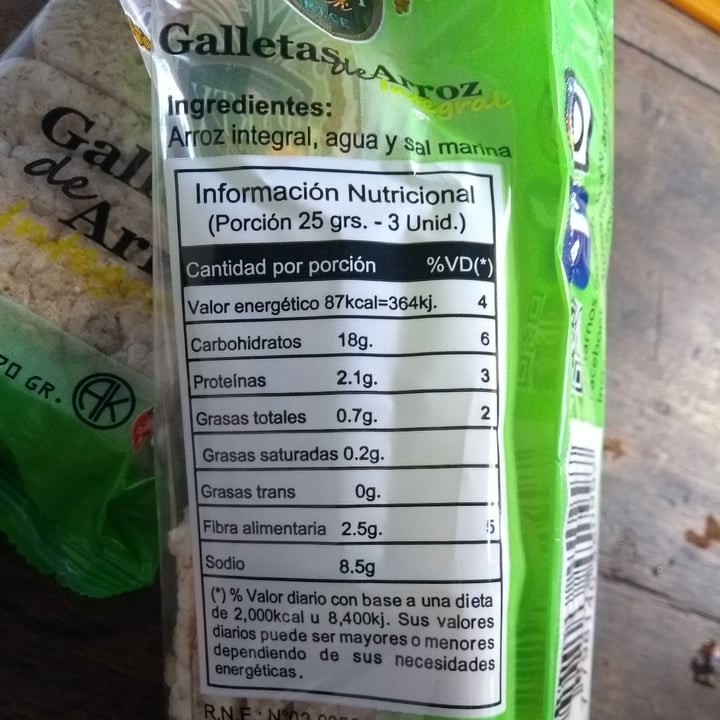 Galletas de Arroz
Integral
Ingredientes:
Arroz integral, agua y sal marina
Información Nutricional
(Porción 25 grs. - 3 Unid.)
Cantidad por porción %VD(*)
Valor energético 87kcal=364kj. 4
Carbohidratos 18g. 6
Proteínas 2.1g. 3
Grasas totales 0.7g. 2
Grasas saturadas 0.2g.
Grasas trans 0g.
Fibra alimentaria 2.5g. 5
Sodio 8.5g
(*) % Valor diario con base a una dieta
de 2,000kcal u 8,400kj. Sus valores
diarios puede ser mayores o menores
dependiendo de sus necesidades
energéticas.
R.N.E
de
GR.